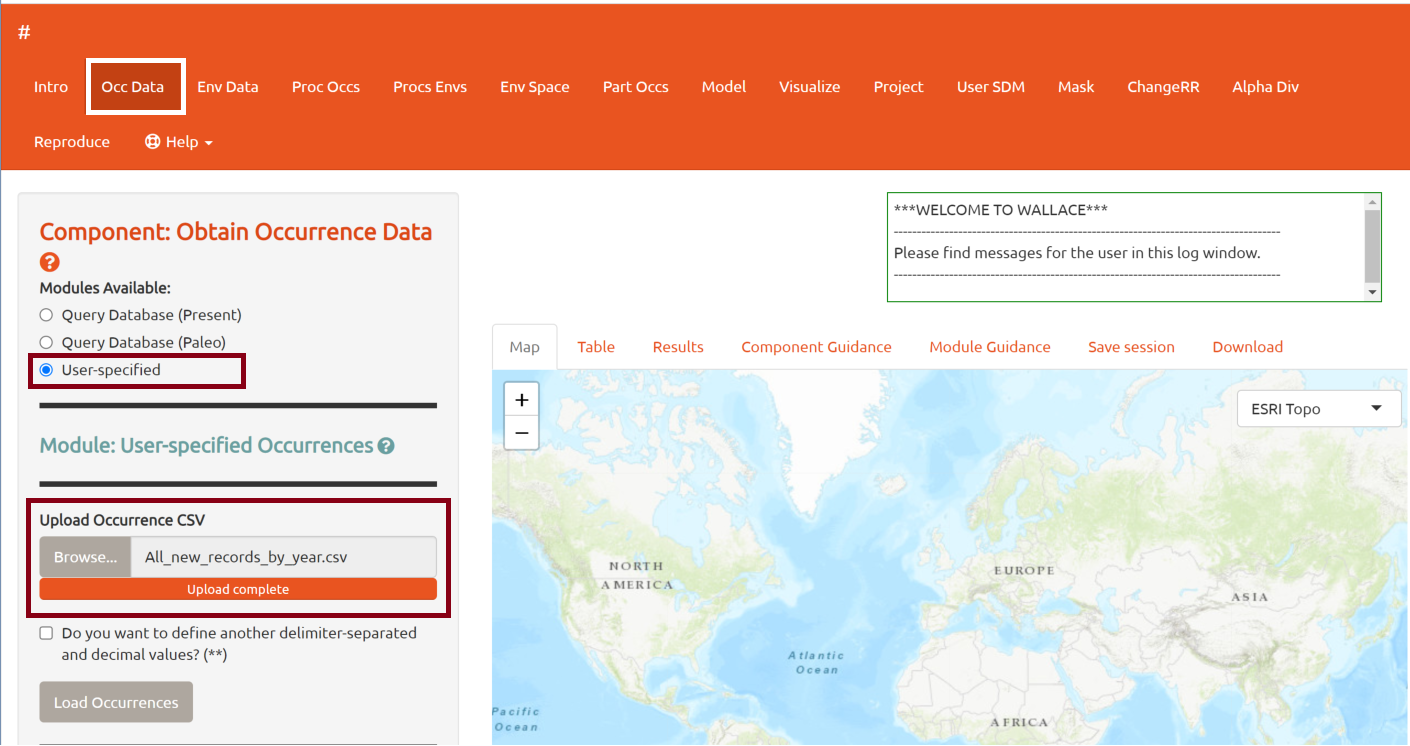 #
Intro Occ Data Env Data Proc Occs Procs Envs Env Space Part Occs Model Visualize Project User SDM Mask ChangeRR Alpha Div
Reproduce Help
Component: Obtain Occurrence Data
Modules Available:
Query Database (Present)
Query Database (Paleo)
User-specified
Module: User-specified Occurrences
Upload Occurrence CSV
Browse... All_new_records_by_year.csv
Upload complete
Do you want to define another delimiter-separated
and decimal values? (**)
Load Occurrences
***WELCOME TO WALLACE***
Please find messages for the user in this log window.
Map Table Results Component Guidance Module Guidance Save session Download
+
−
ESRI Topo
NORTH
AMERICA
EUROPE
ASIA
Atlantic
Ocean
Pacific
Ocean
AFRICA